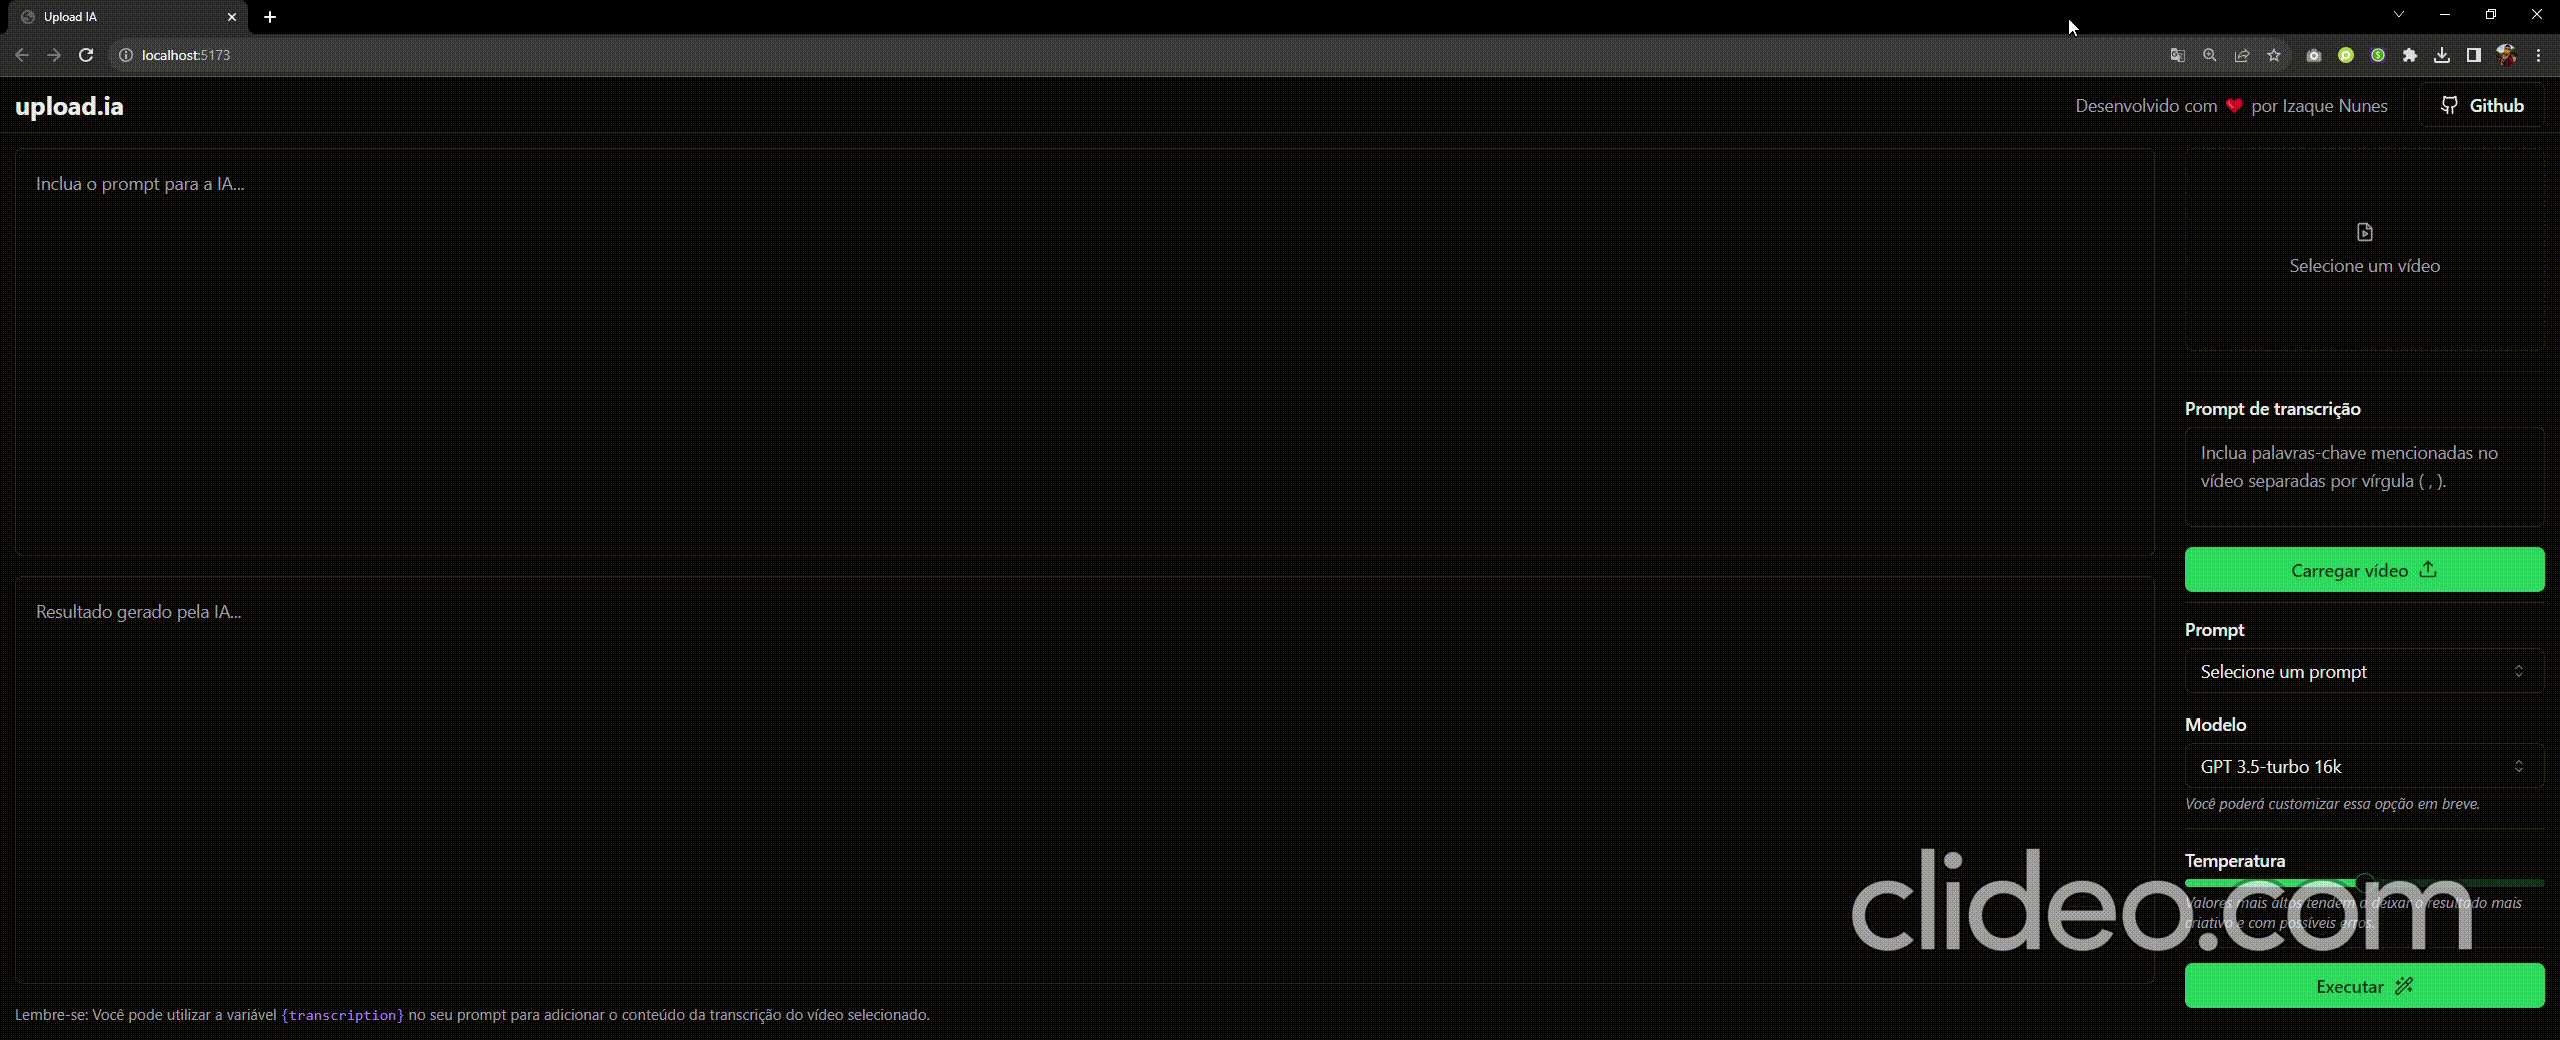 Upload IA
localhost:5173
upload.ia
Desenvolvido com ❤️ por Izaque Nunes
Github
Inclua o prompt para a IA...
Resultado gerado pela IA...
Lembre-se: Você pode utilizar a variável {transcription} no seu prompt para adicionar o conteúdo da transcrição do vídeo selecionado.
Selecione um vídeo
Prompt de transcrição
Inclua palavras-chave mencionadas no
vídeo separadas por vírgula ( , ).
Carregar vídeo
Prompt
Selecione um prompt
Modelo
GPT 3.5-turbo 16k
Você poderá customizar essa opção em breve.
Temperatura
Valores mais altos tendem a deixar o resultado mais
criativo e com possíveis erros.
Executar
clideo.com